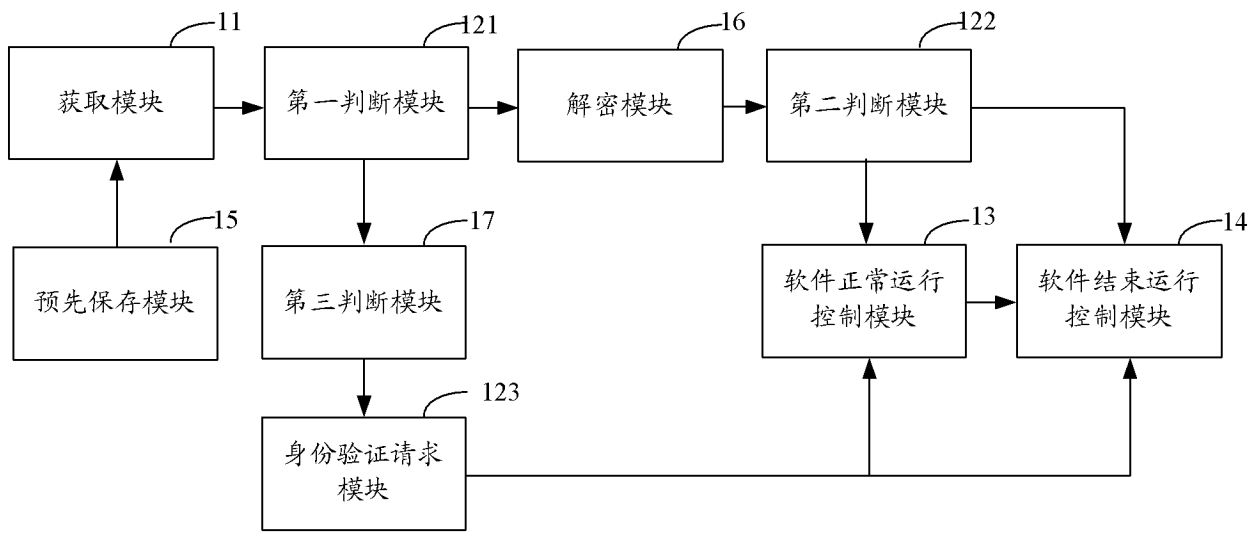 11
获取模块
121
第一判断模块
16
解密模块
122
第二判断模块
15
预先保存模块
17
第三判断模块
13
软件正常运行
控制模块
14
软件结束运行
控制模块
123
身份验证请求
模块